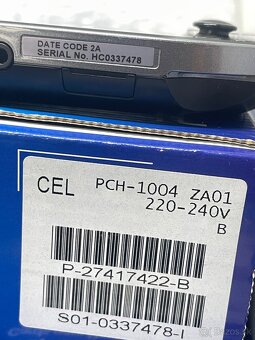 DATE CODE 2A
SERIAL No. HC0337478
CEL PCH-1004 ZA01
220-240V
B
P-27417422-B
S01-0337478-I